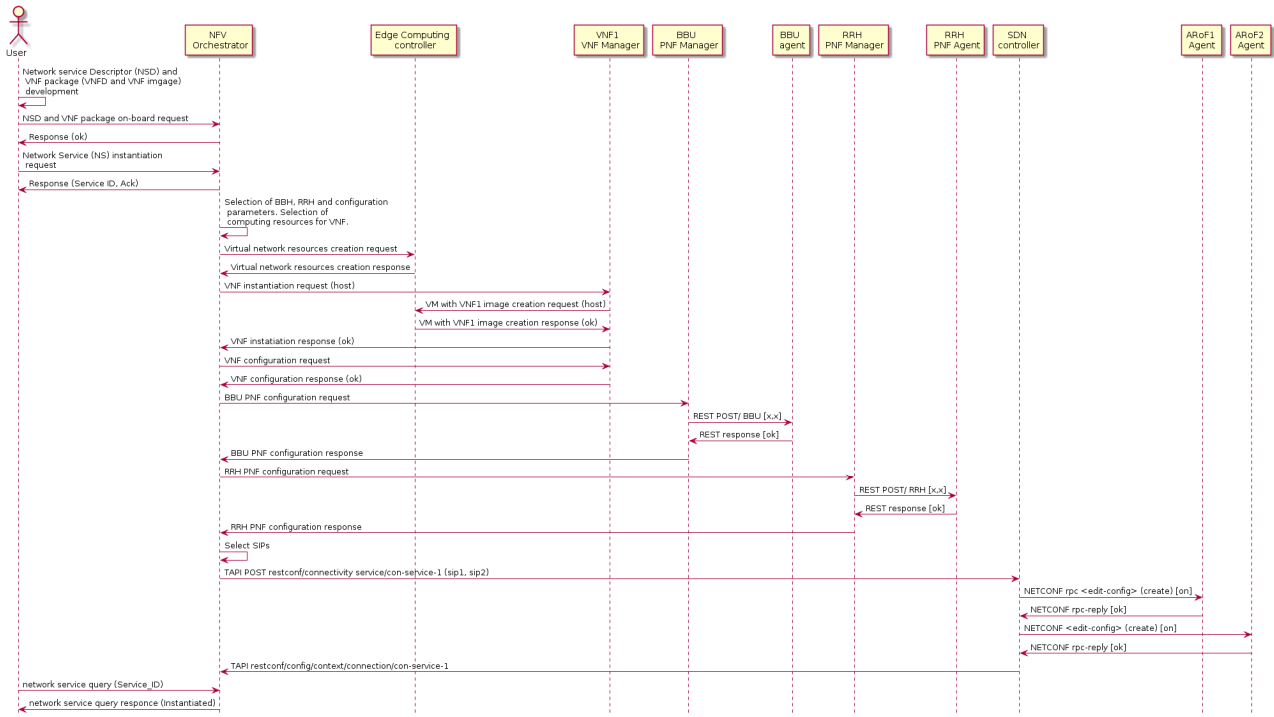 User
NFV
Orchestrator
Edge Computing
controller
VNF1
VNF Manager
BBU
PNF Manager
BBU
agent
RRH
PNF Manager
RRH
PNF Agent
SDN
controller
ARoF1
Agent
ARoF2
Agent
Network service Descriptor (NSD) and
VNF package (VNFD and VNF imgage)
development
NSD and VNF package on-board request
Response (ok)
Network Service (NS) instantiation
request
Response (Service ID, Ack)
Selection of BBH, RRH and configuration
parameters. Selection of
computing resources for VNF.
Virtual network resources creation request
Virtual network resources creation response
VNF instantiation request (host)
VM with VNF1 image creation request (host)
VM with VNF1 image creation response (ok)
VNF instatiation response (ok)
VNF configuration request
VNF configuration response (ok)
BBU PNF configuration request
REST POST/ BBU [x,x]
REST response [ok]
BBU PNF configuration response
RRH PNF configuration request
REST POST/ RRH [x,x]
REST response [ok]
RRH PNF configuration response
Select SIPs
TAPI POST restconf/connectivity service/con-service-1 (sip1, sip2)
NETCONF rpc <edit-config> (create) [on]
NETCONF rpc-reply [ok]
NETCONF <edit-config> (create) [on]
NETCONF rpc-reply [ok]
TAPI restconf/config/context/connection/con-service-1
network service query (Service_ID)
network service query responce (Instantiated)